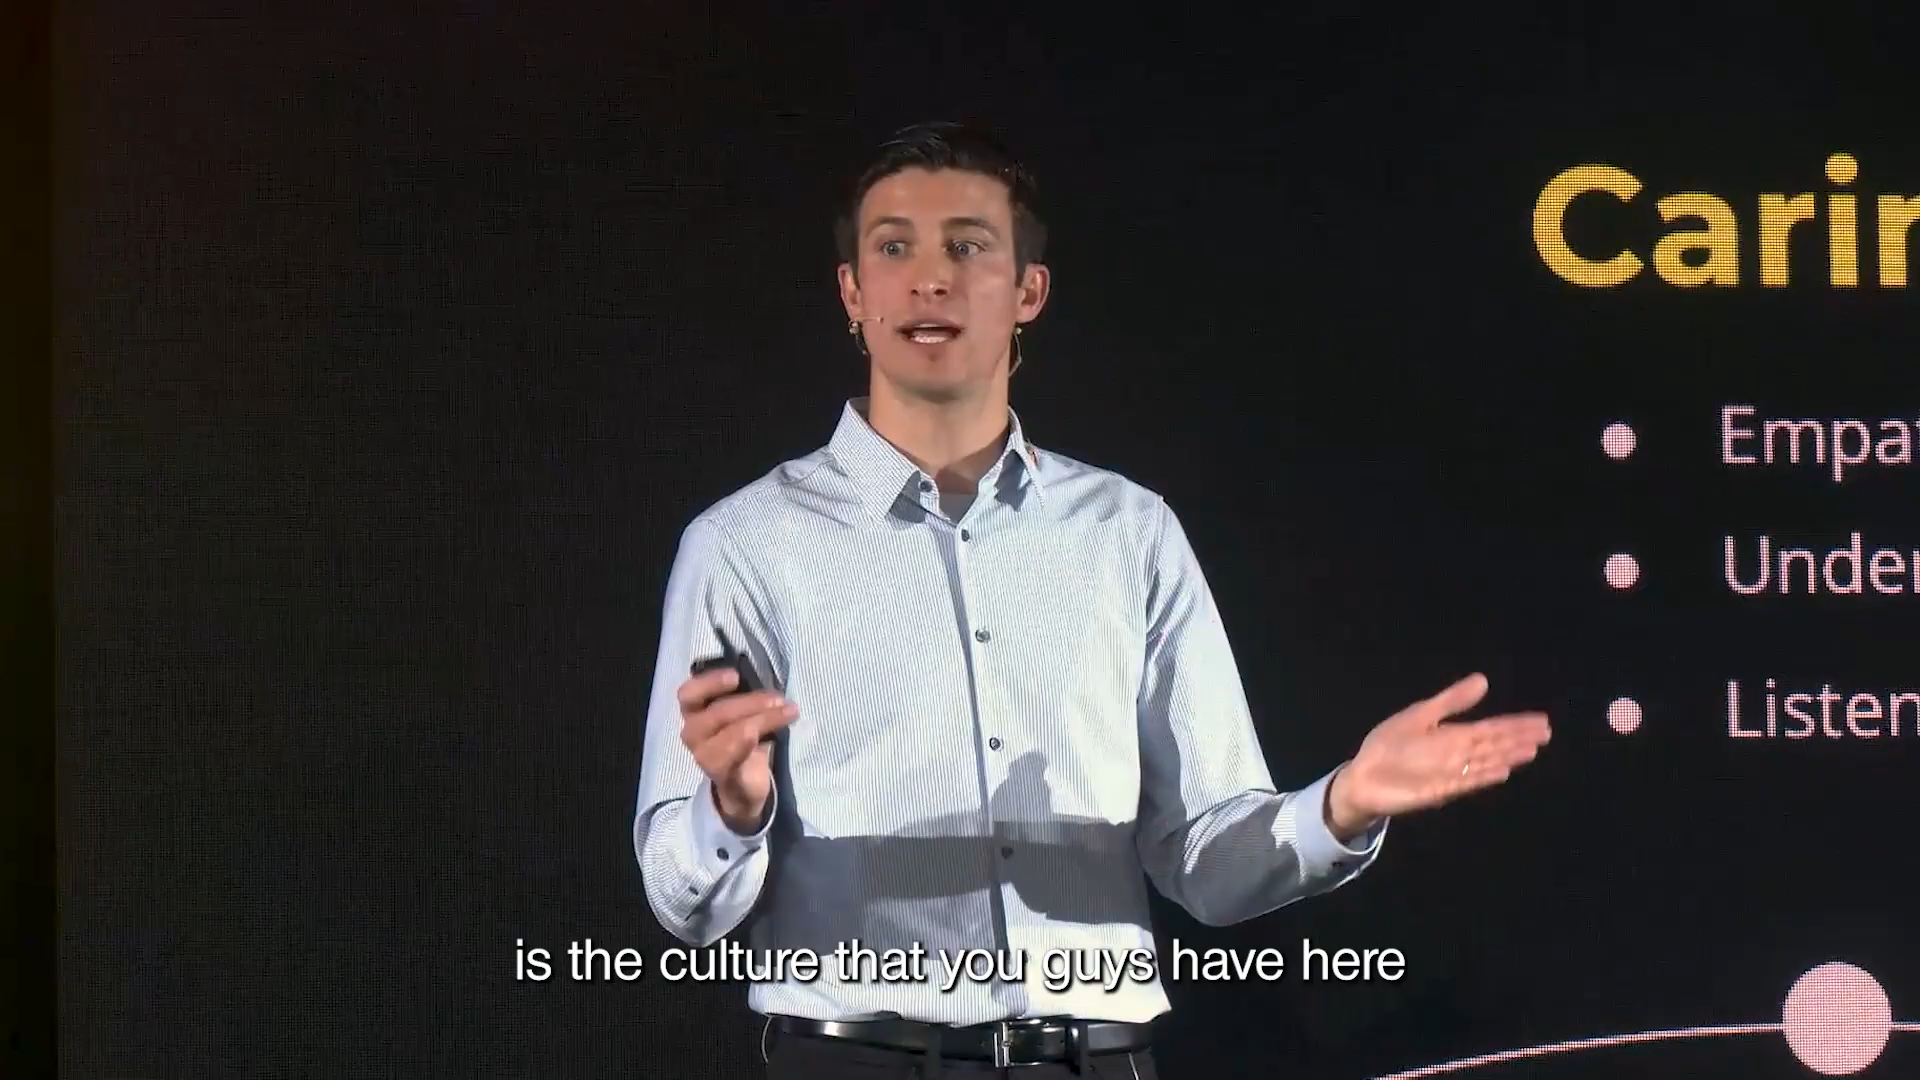 Carin
Empat
Under
Listen
is the culture that you guys have here